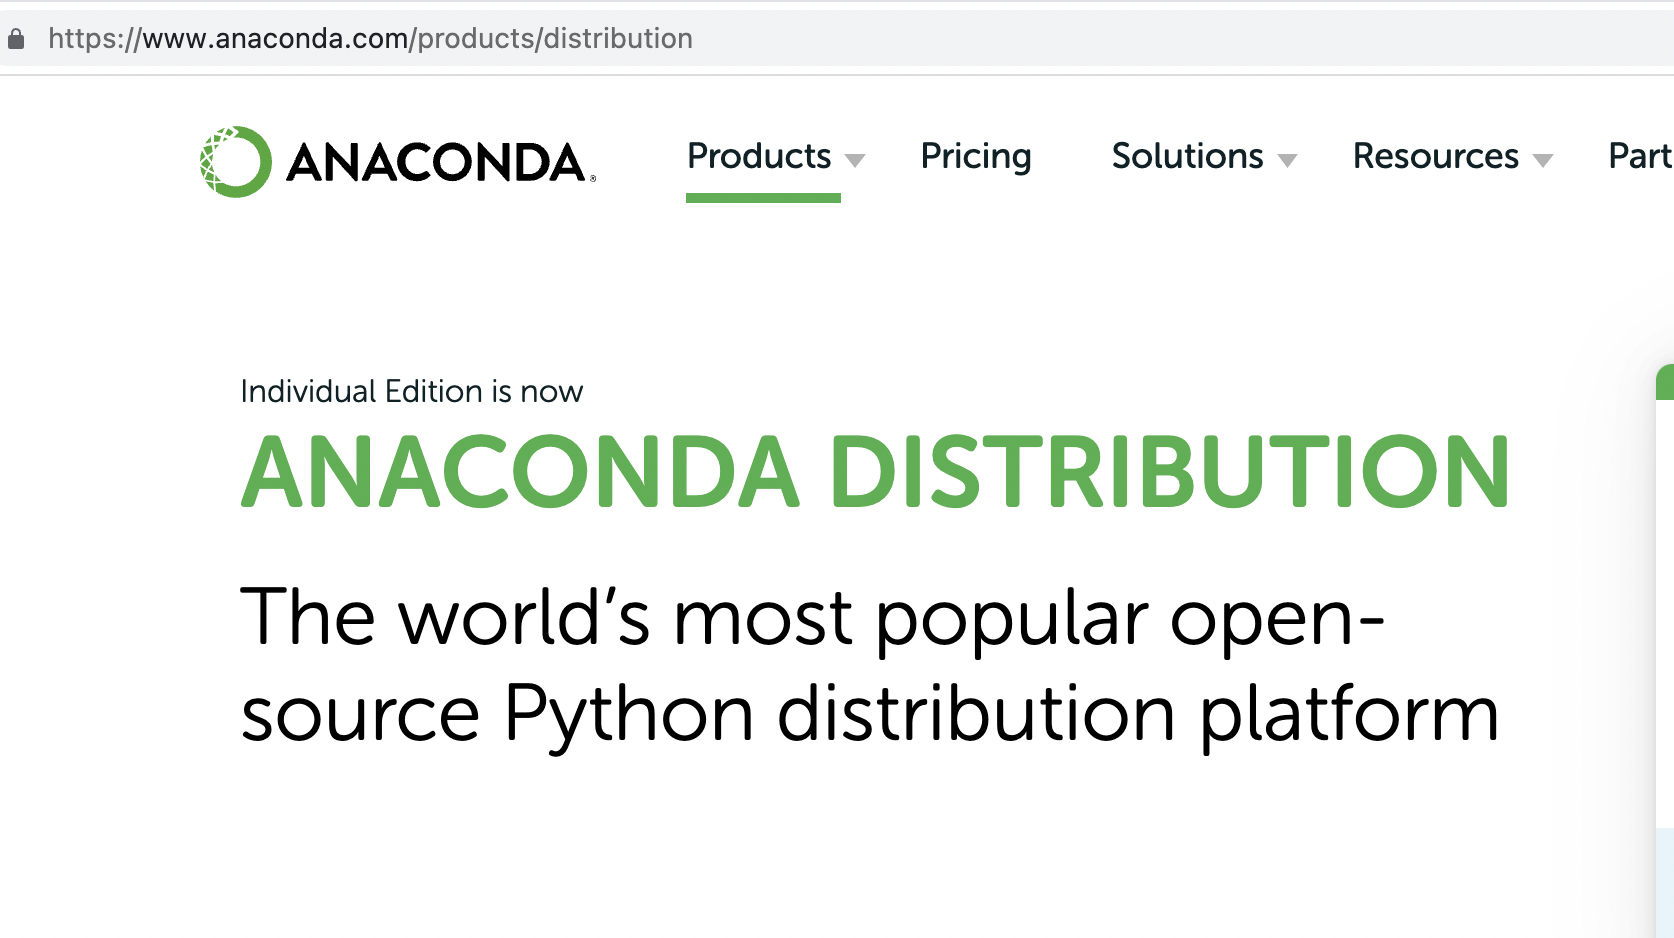 https://www.anaconda.com/products/distribution
ANACONDA®
Products
Pricing
Solutions
Resources
Part
Individual Edition is now
ANACONDA DISTRIBUTION
The world’s most popular open-
source Python distribution platform